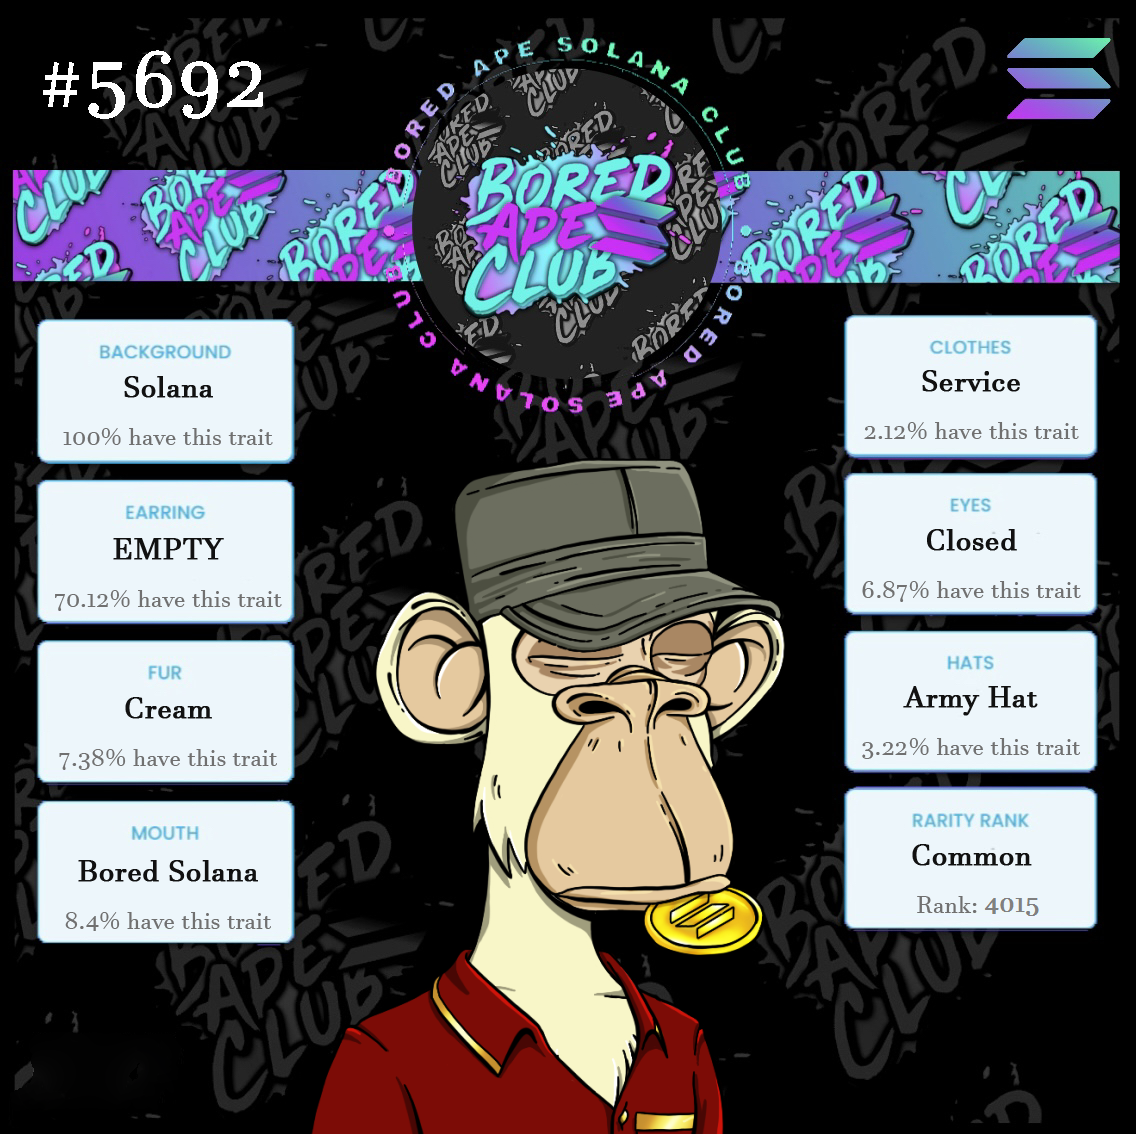 #5692
BORED APE SOLANA CLUB
BORED
APE
CLUB
BORED APE SOLANA CLUB
BACKGROUND
Solana
100% have this trait
EARRING
EMPTY
70.12% have this trait
FUR
Cream
7.38% have this trait
MOUTH
Bored Solana
8.4% have this trait
CLOTHES
Service
2.12% have this trait
EYES
Closed
6.87% have this trait
HATS
Army Hat
3.22% have this trait
RARITY RANK
Common
Rank: 4015